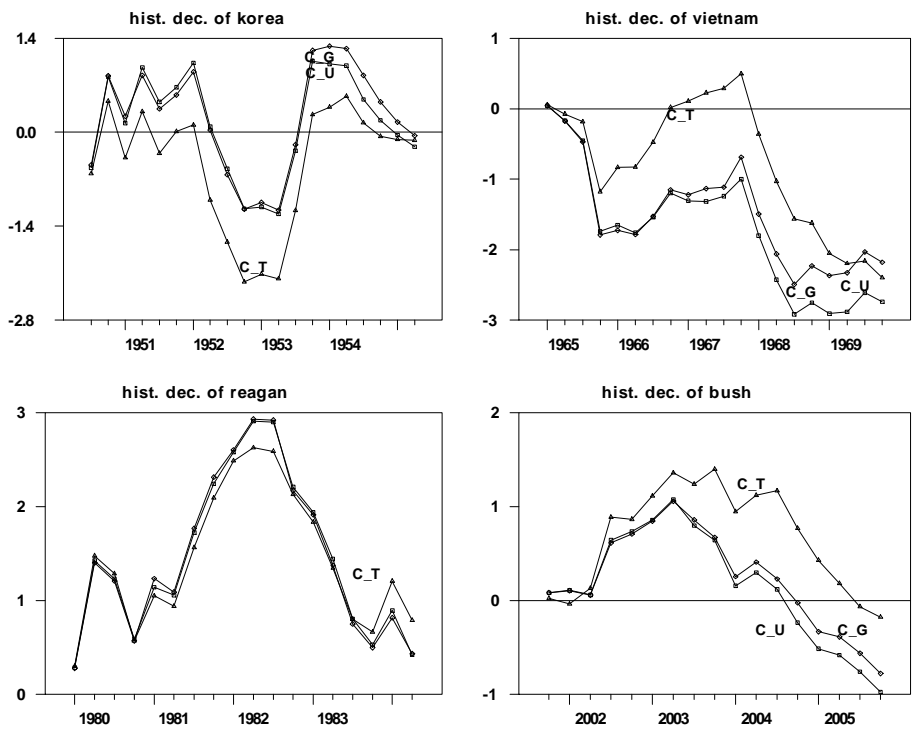 hist. dec. of korea
1.4
0.0
-1.4
-2.8
C_G
C_U
C_T
1951 1952 1953 1954
hist. dec. of vietnam
1
0
-1
-2
-3
C_T
C_G
C_U
1965 1966 1967 1968 1969
hist. dec. of reagan
3
2
1
0
C_T
1980 1981 1982 1983
hist. dec. of bush
2
1
0
-1
C_T
C_U
C_G
2002 2003 2004 2005